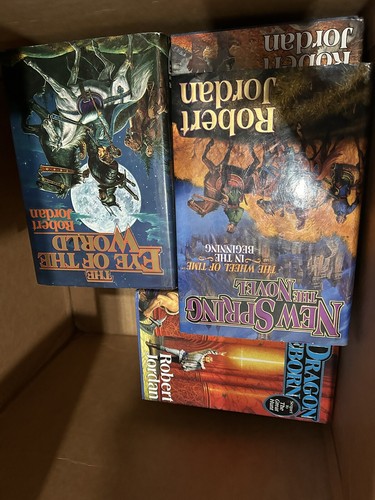 THE
EYE OF THE
WORLD
Robert
Jordan
Robert
Jordan
Robert
Jordan
THE WHEEL OF TIME
IN THE
BEGINNING
NEW SPRING
THE NOVEL
DRAGON
REBORN
Robert
Jordan